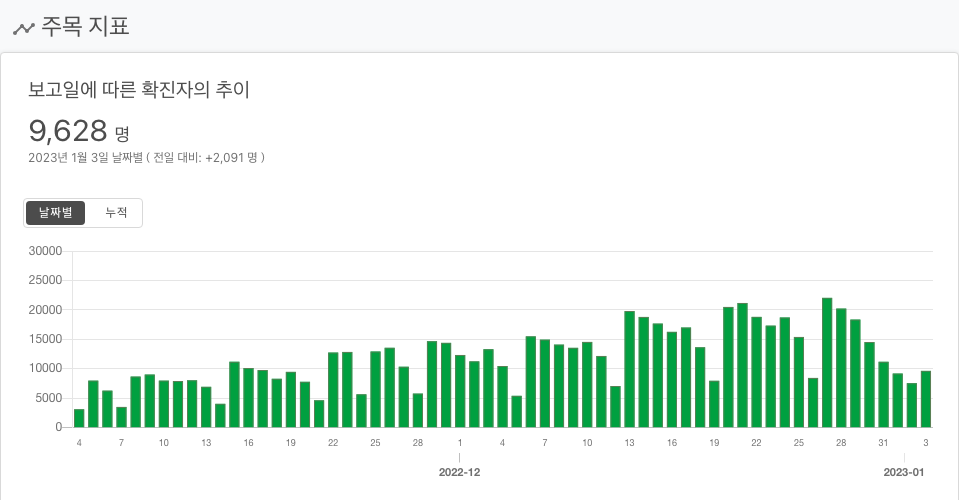 주목 지표
보고일에 따른 확진자의 추이
9,628 명
2023년 1월 3일 날짜별 ( 전일 대비: +2,091 명 )
날짜별 누적
30000
25000
20000
15000
10000
5000
0
4 7 10 13 16 19 22 25 28 1 4 7 10 13 16 19 22 25 28 31 3
2022-12 2023-01